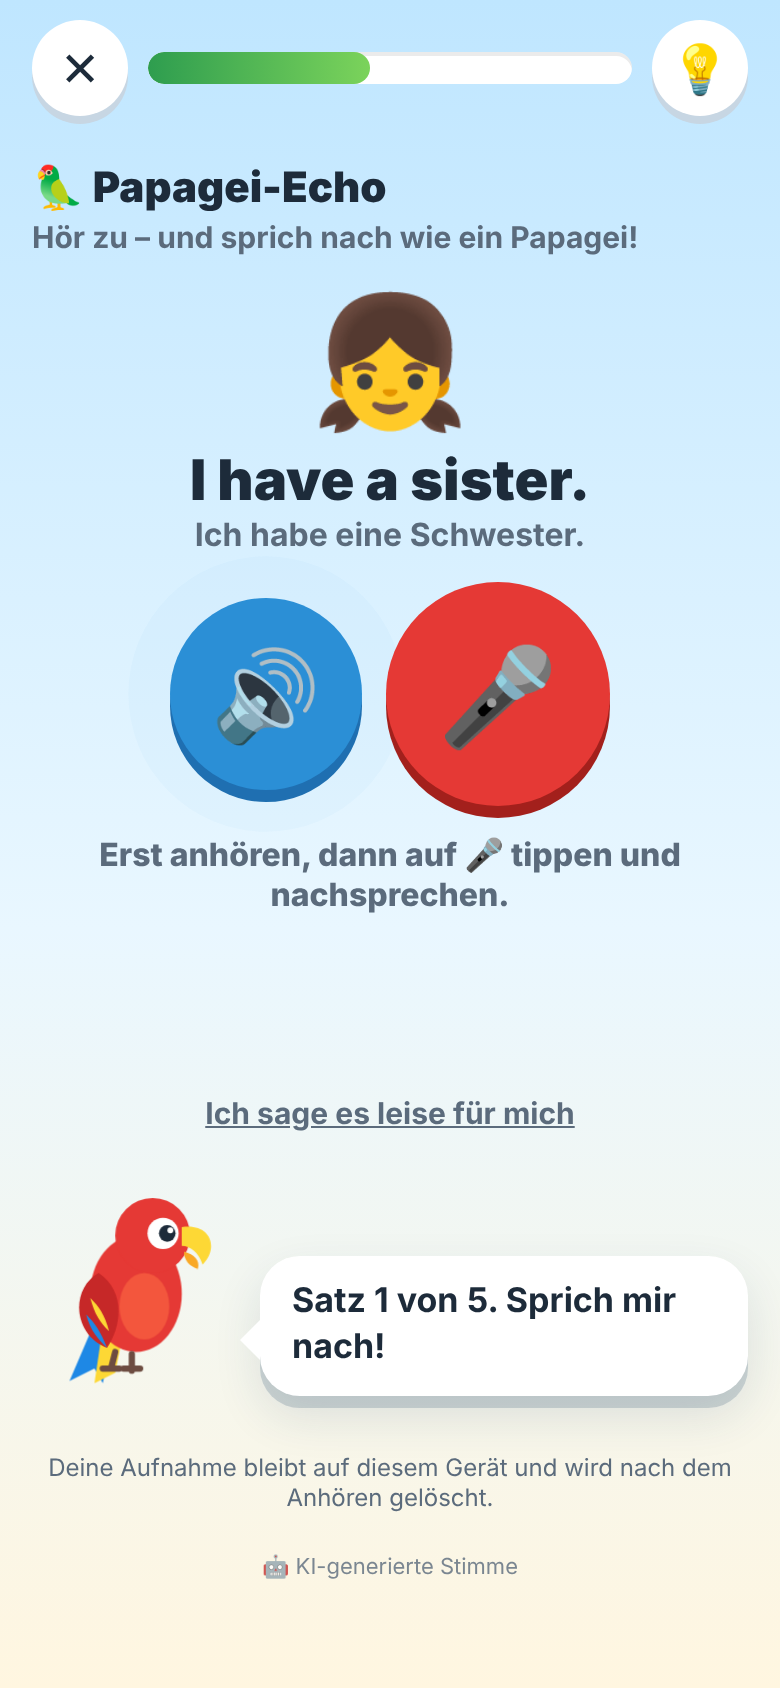 Papagei-Echo
Hör zu – und sprich nach wie ein Papagei!
I have a sister.
Ich habe eine Schwester.
Erst anhören, dann auf 🎤 tippen und
nachsprechen.
Ich sage es leise für mich
Satz 1 von 5. Sprich mir
nach!
Deine Aufnahme bleibt auf diesem Gerät und wird nach dem
Anhören gelöscht.
KI-generierte Stimme